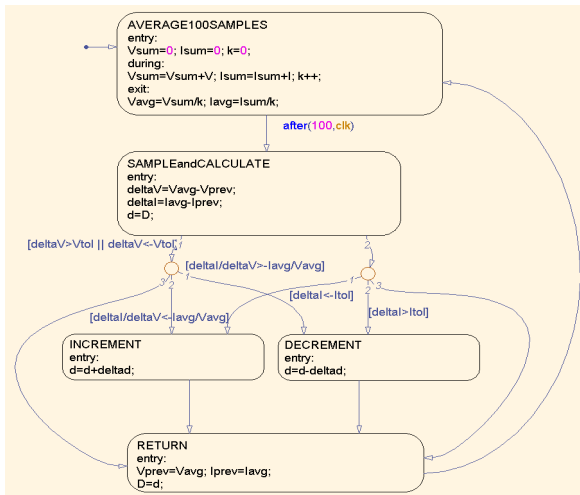 AVERAGE100SAMPLES
entry:
Vsum=0; Isum=0; k=0;
during:
Vsum=Vsum+V; Isum=Isum+I; k++;
exit:
Vavg=Vsum/k; Iavg=Isum/k;
after(100,clk)
SAMPLEandCALCULATE
entry:
deltaV=Vavg-Vprev;
deltaI=Iavg-Iprev;
d=D;
[deltaV>Vtol || deltaV<-Vtol]
1
2
[deltaI/deltaV>-Iavg/Vavg]
3
2
1
1
2
3
[deltaI<-Itol]
[deltaI>Itol]
[deltaI/deltaV<-Iavg/Vavg]
INCREMENT
entry:
d=d+deltad;
DECREMENT
entry:
d=d-deltad;
RETURN
entry:
Vprev=Vavg; Iprev=Iavg;
D=d;